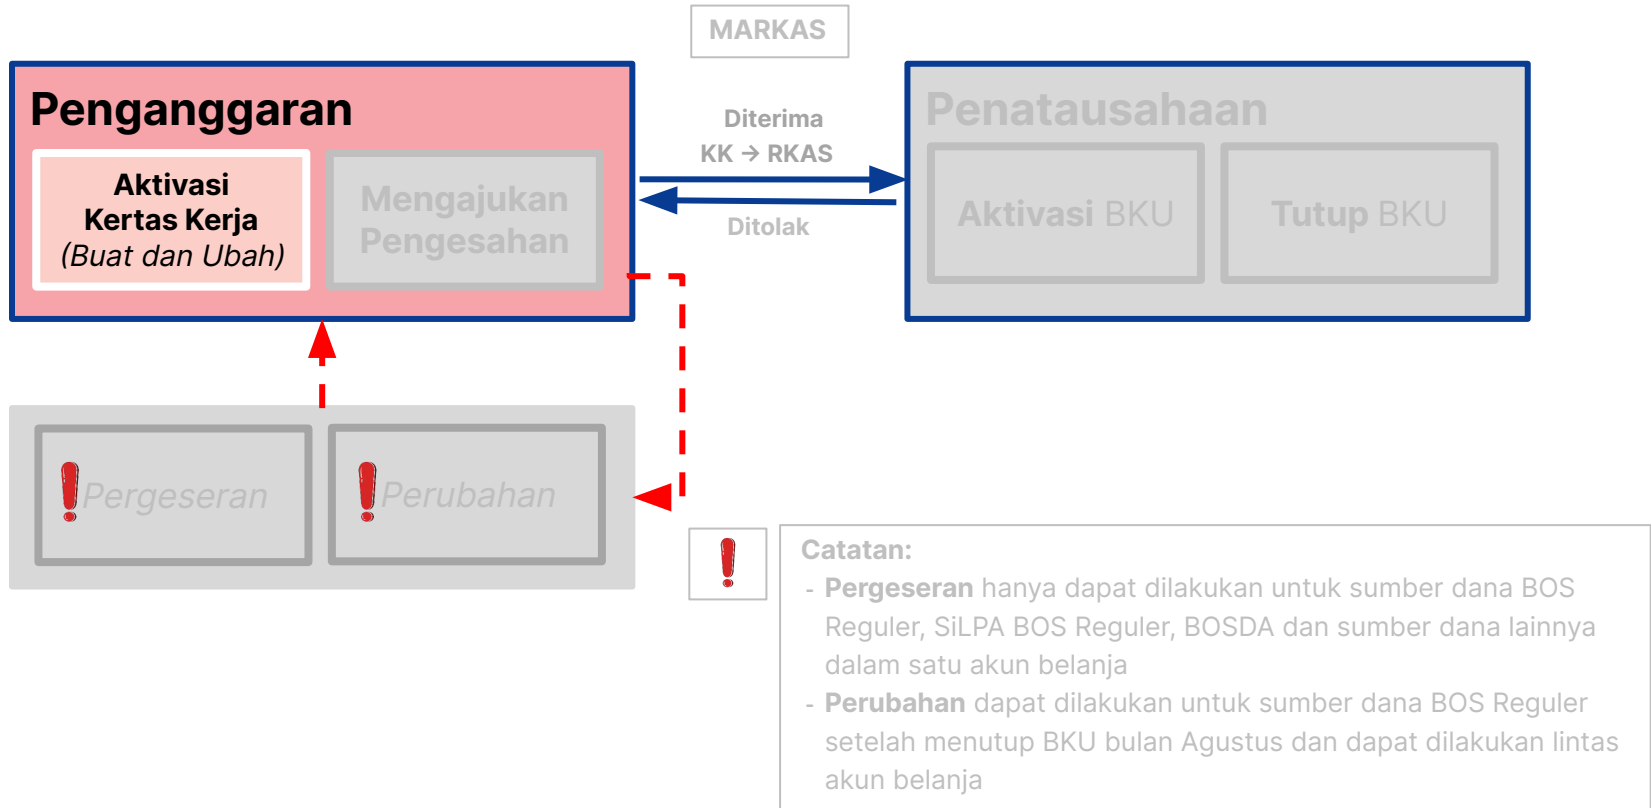 MARKAS
Penganggaran
Aktivasi
Kertas Kerja
(Buat dan Ubah)
Mengajukan
Pengesahan
Diterima
KK → RKAS
Ditolak
Penatausahaan
Aktivasi BKU
Tutup BKU
Pergeseran
Perubahan
Catatan:
- Pergeseran hanya dapat dilakukan untuk sumber dana BOS
Reguler, SiLPA BOS Reguler, BOSDA dan sumber dana lainnya
dalam satu akun belanja
- Perubahan dapat dilakukan untuk sumber dana BOS Reguler
setelah menutup BKU bulan Agustus dan dapat dilakukan lintas
akun belanja